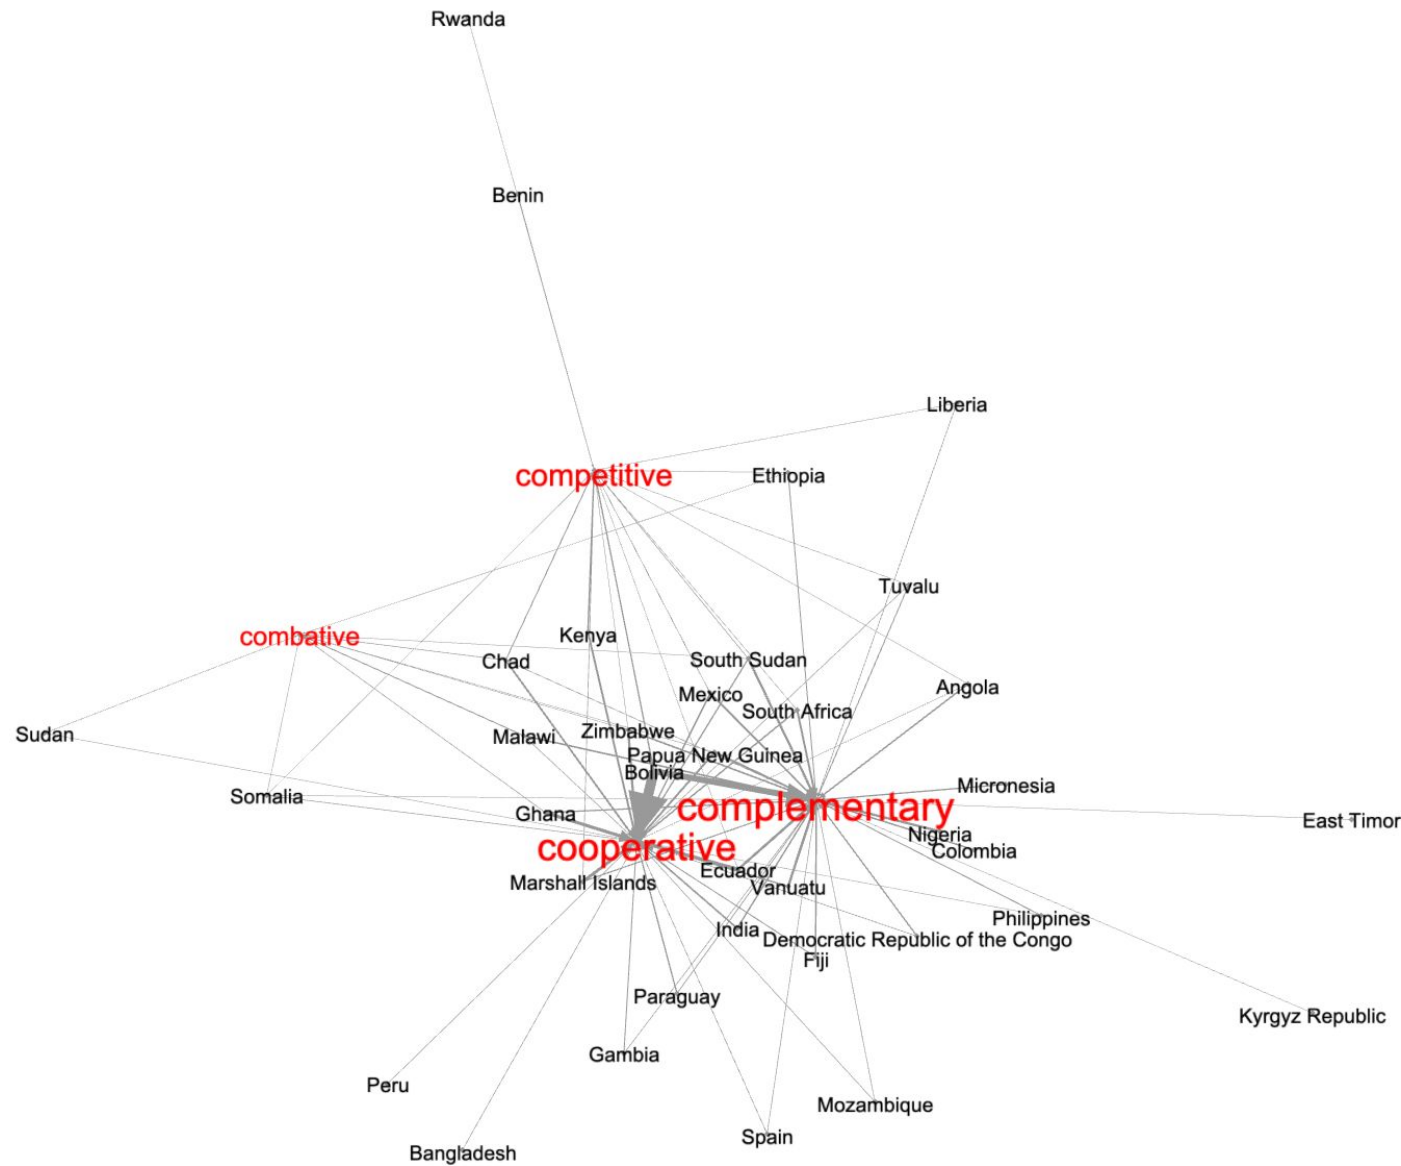 Rwanda
Benin
Liberia
competitive
Ethiopia
Tuvalu
combative
Kenya
Chad
South Sudan
Angola
Mexico
South Africa
Sudan
Zimbabwe
Malawi
Papua New Guinea
Bolivia
Micronesia
Somalia
complementary
Ghana
East Timor
Nigeria
cooperative
Colombia
Ecuador
Marshall Islands
Vanuatu
Philippines
India
Democratic Republic of the Congo
Fiji
Paraguay
Kyrgyz Republic
Gambia
Peru
Mozambique
Spain
Bangladesh